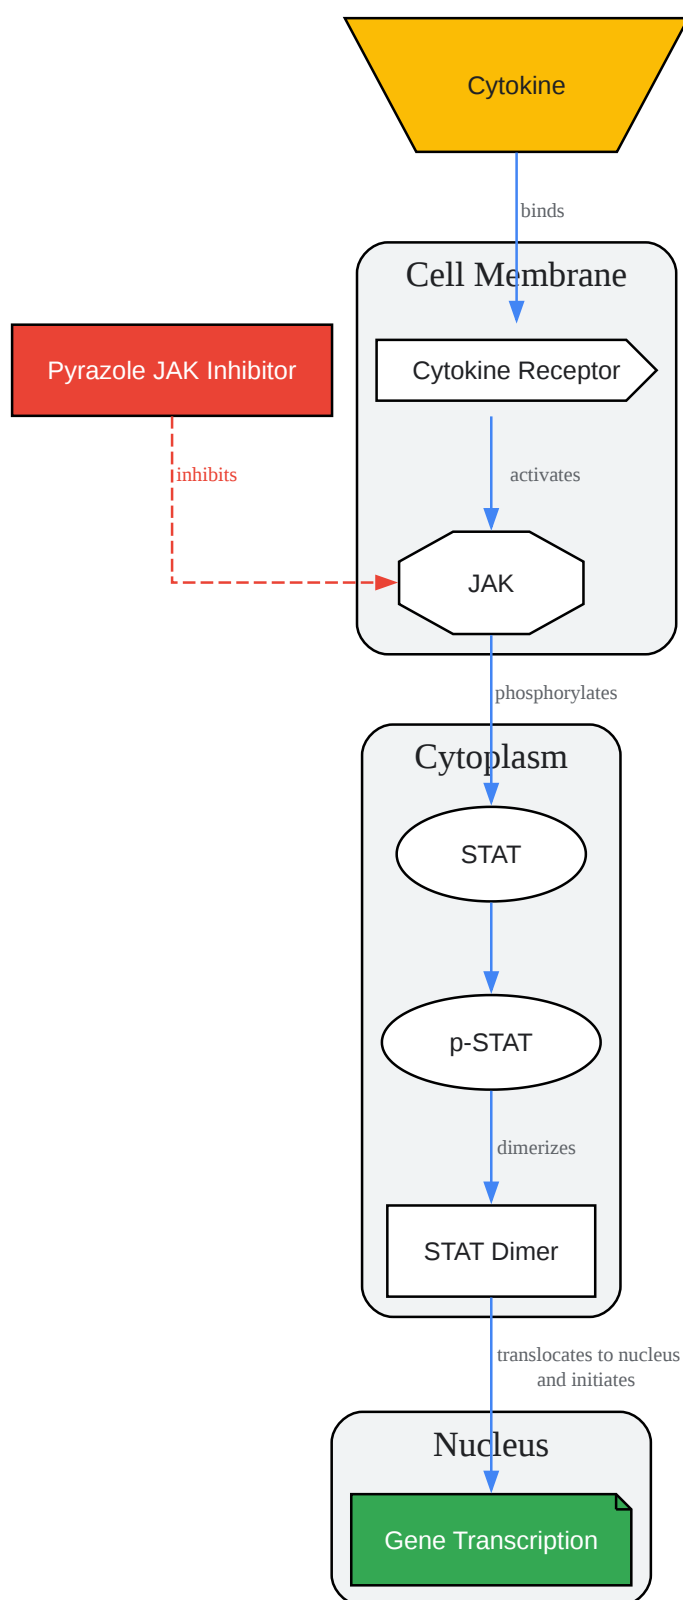 Cytokine
binds
Cell Membrane
Pyrazole JAK Inhibitor
Cytokine Receptor
inhibits
activates
JAK
phosphorylates
Cytoplasm
STAT
p-STAT
dimerizes
STAT Dimer
translocates to nucleus
and initiates
Nucleus
Gene Transcription